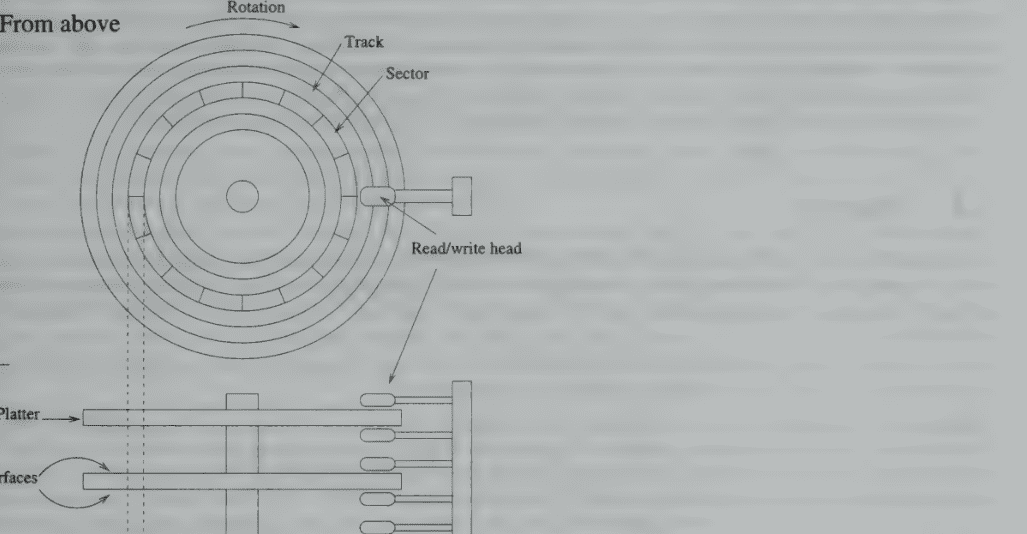 Rotation
From above
Track
Sector
Read/write head
Platter
rfaces